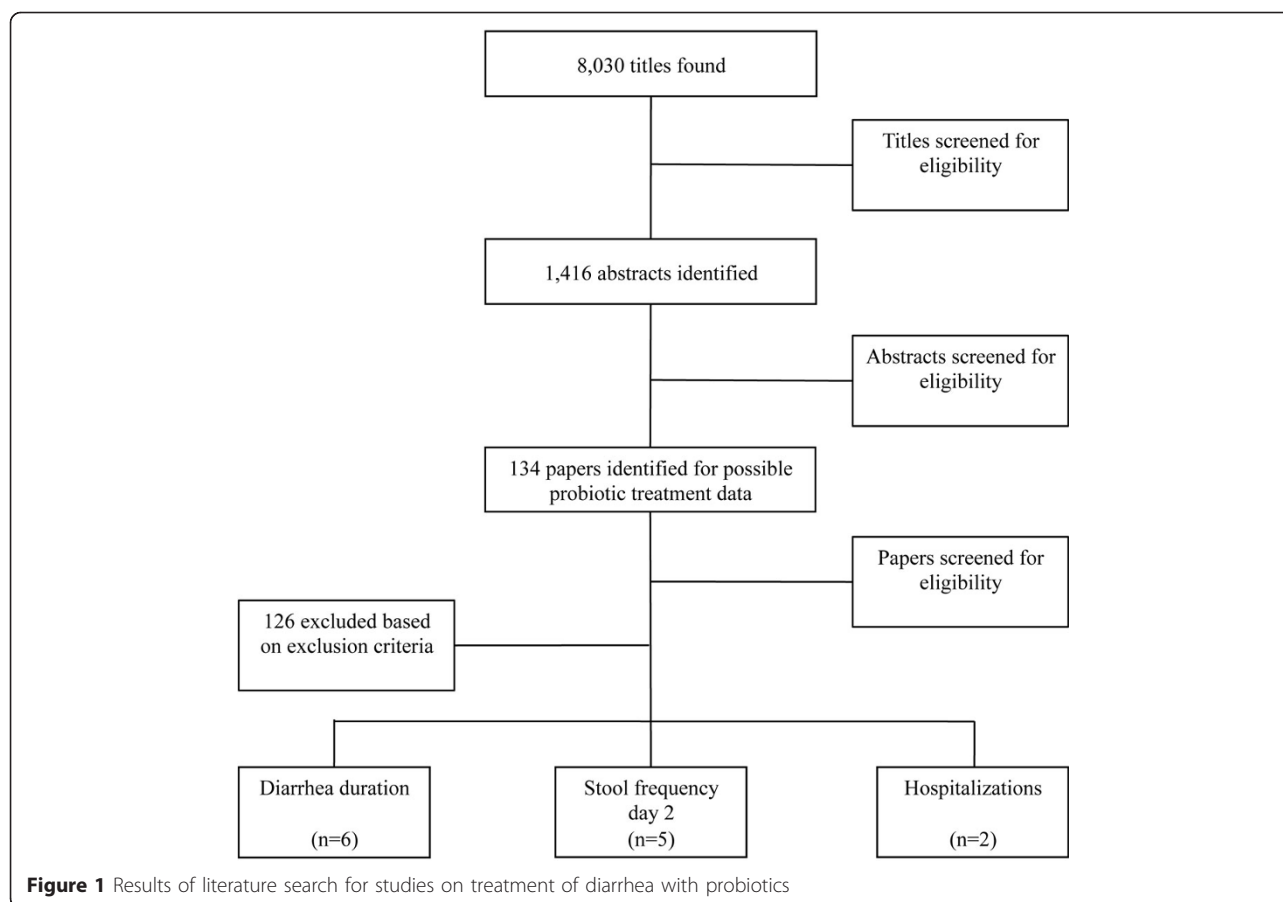 8,030 titles found
Titles screened for
eligibility
1,416 abstracts identified
Abstracts screened for
eligibility
134 papers identified for possible
probiotic treatment data
Papers screened for
eligibility
126 excluded based
on exclusion criteria
Diarrhea duration
(n=6)
Stool frequency
day 2
(n=5)
Hospitalizations
(n=2)
Figure 1 Results of literature search for studies on treatment of diarrhea with probiotics